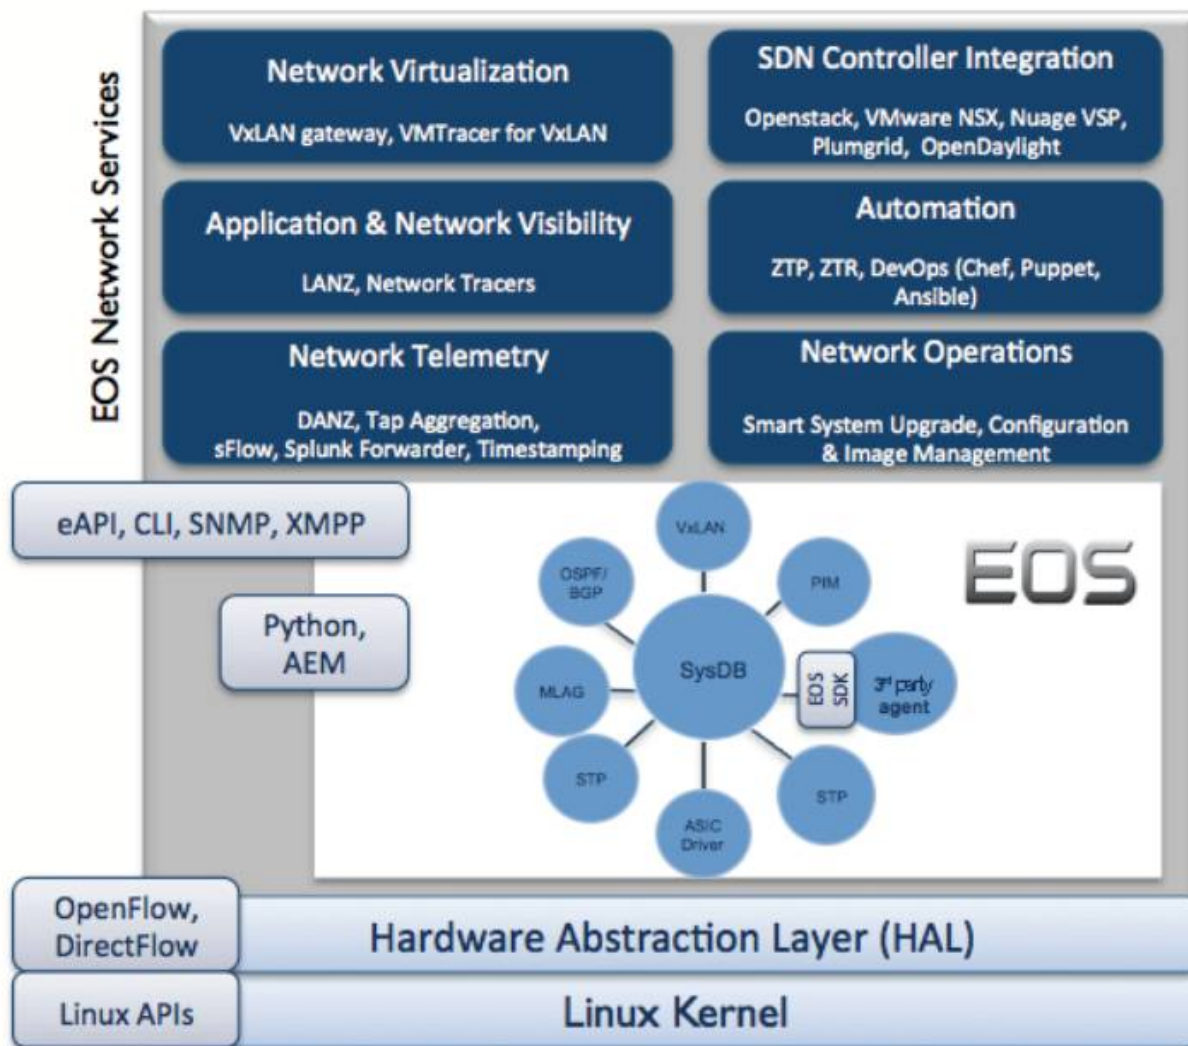 EOS Network Services
Network Virtualization
VxLAN gateway, VMTracer for VxLAN
SDN Controller Integration
Openstack, VMware NSX, Nuage VSP,
Plumgrid, OpenDaylight
Application & Network Visibility
LANZ, Network Tracers
Automation
ZTP, ZTR, DevOps (Chef, Puppet,
Ansible)
Network Telemetry
DANZ, Tap Aggregation,
sFlow, Splunk Forwarder, Timestamping
Network Operations
Smart System Upgrade, Configuration
& Image Management
eAPI, CLI, SNMP, XMPP
Python,
AEM
EOS
VxLAN
OSPF/
BGP
PIM
SysDB
MLAG
EOS
SDK
3rd party
agent
STP
STP
ASIC
Driver
OpenFlow,
DirectFlow
Hardware Abstraction Layer (HAL)
Linux APIs
Linux Kernel